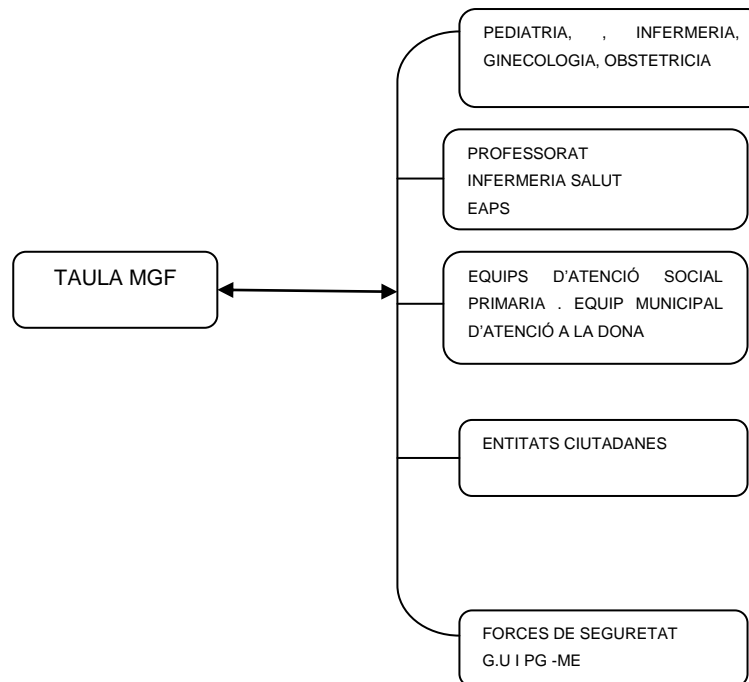 PEDIATRIA, , INFERMERIA,
GINECOLOGIA, OBSTETRICIA
PROFESSORAT
INFERMERIA SALUT
EAPS
TAULA MGF
EQUIPS D'ATENCIÓ SOCIAL
PRIMARIA . EQUIP MUNICIPAL
D'ATENCIÓ A LA DONA
ENTITATS CIUTADANES
FORCES DE SEGURETAT
G.U I PG -ME